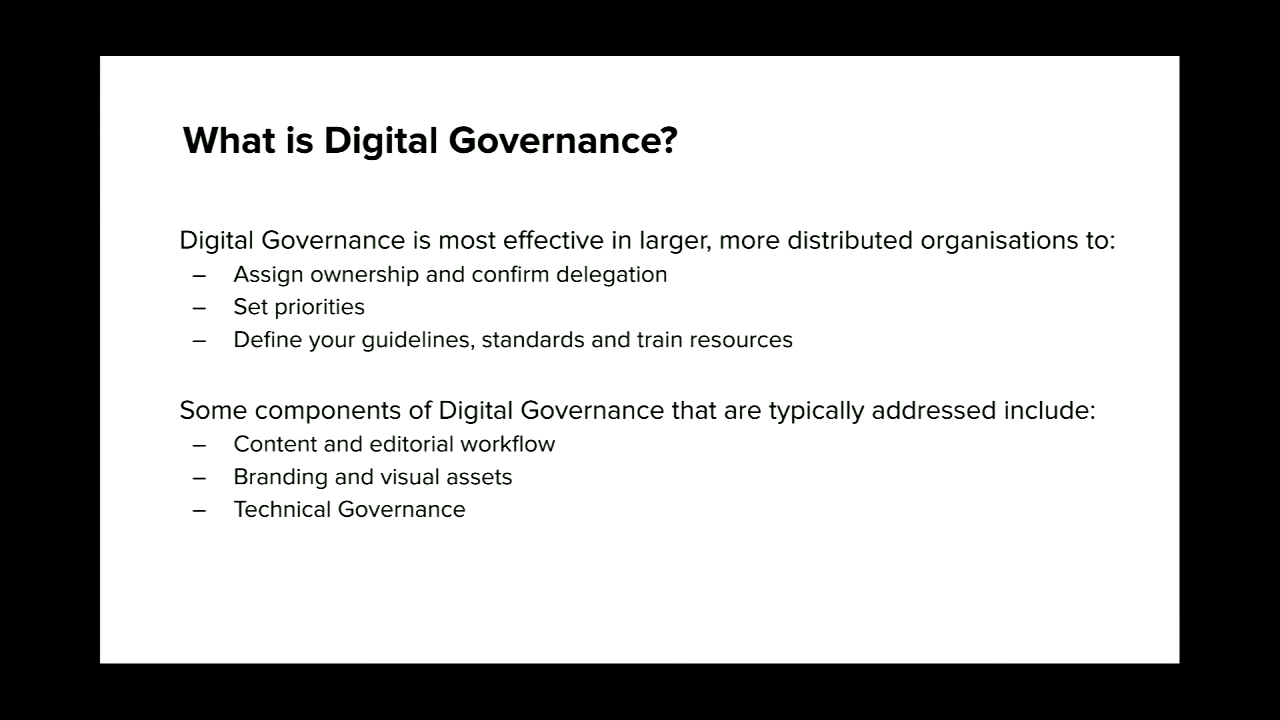 What is Digital Governance?
Digital Governance is most effective in larger, more distributed organisations to:
– Assign ownership and confirm delegation
– Set priorities
– Define your guidelines, standards and train resources
Some components of Digital Governance that are typically addressed include:
– Content and editorial workflow
– Branding and visual assets
– Technical Governance